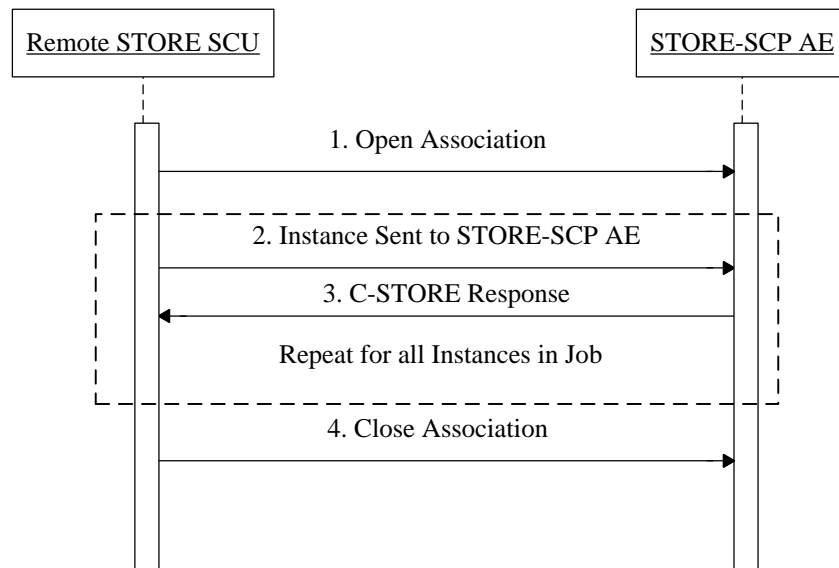 Remote STORE SCU
STORE-SCP AE
1. Open Association
2. Instance Sent to STORE-SCP AE
3. C-STORE Response
Repeat for all Instances in Job
4. Close Association